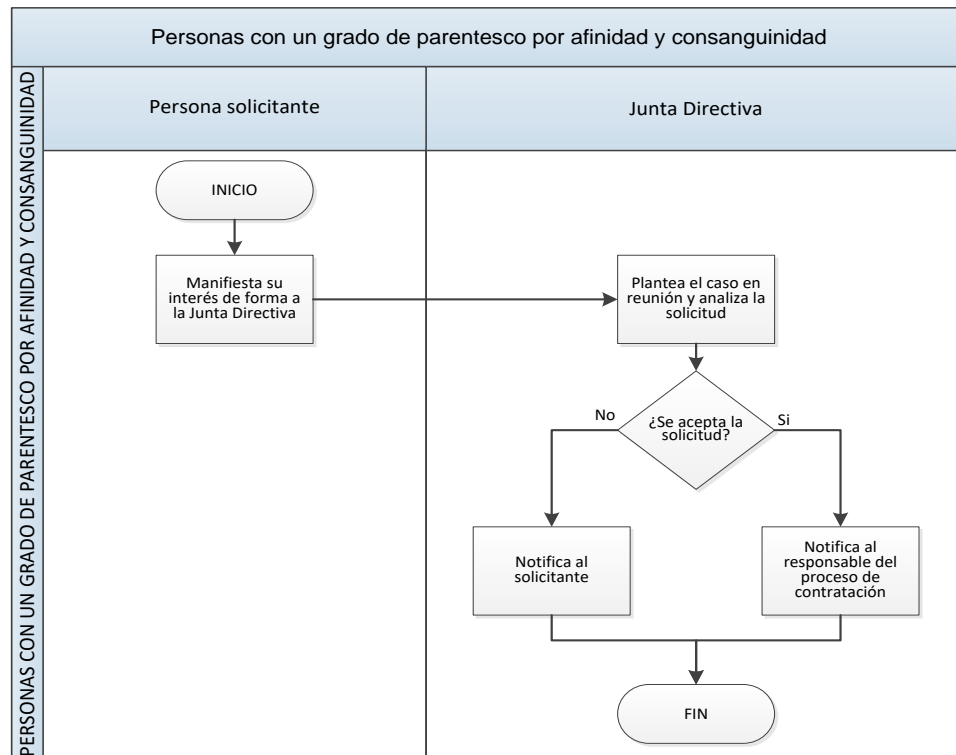 Personas con un grado de parentesco por afinidad y consanguinidad
PERSONAS CON UN GRADO DE PARENTESCO POR AFINIDAD Y CONSANGUINIDAD
Persona solicitante
Junta Directiva
INICIO
Manifiesta su
interés de forma a
la Junta Directiva
Plantea el caso en
reunión y analiza la
solicitud
¿Se acepta la
solicitud?
No
Si
Notifica al
solicitante
Notifica al
responsable del
proceso de
contratación
FIN